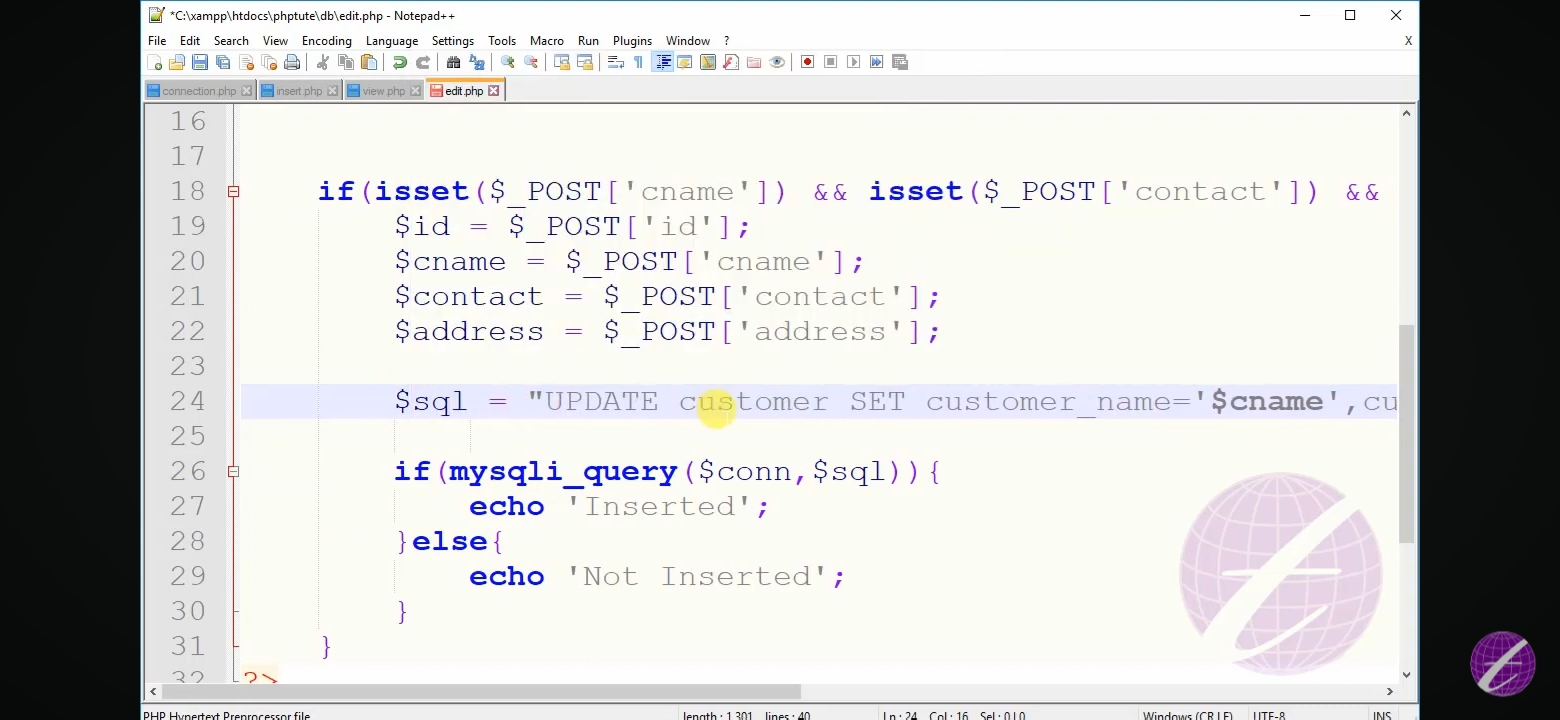 *C:\xampp\htdocs\phptute\db\edit.php - Notepad++
File Edit Search View Encoding Language Settings Tools Macro Run Plugins Window ? X
connection.php insert.php view.php edit.php
16
17
18 if(isset($_POST['cname']) && isset($_POST['contact']) &&
19 $id = $_POST['id'];
20 $cname = $_POST['cname'];
21 $contact = $_POST['contact'];
22 $address = $_POST['address'];
23
24 $sql = "UPDATE customer SET customer_name='$cname',cu
25
26 if(mysqli_query($conn,$sql)){
27 echo 'Inserted';
28 }else{
29 echo 'Not Inserted';
30 }
31 }
32 ?>
PHP Hypertext Preprocessor file length : 1,301 lines : 40 Ln : 24 Col : 16 Sel : 0 | 0 Windows (CR LF) UTF-8 INS